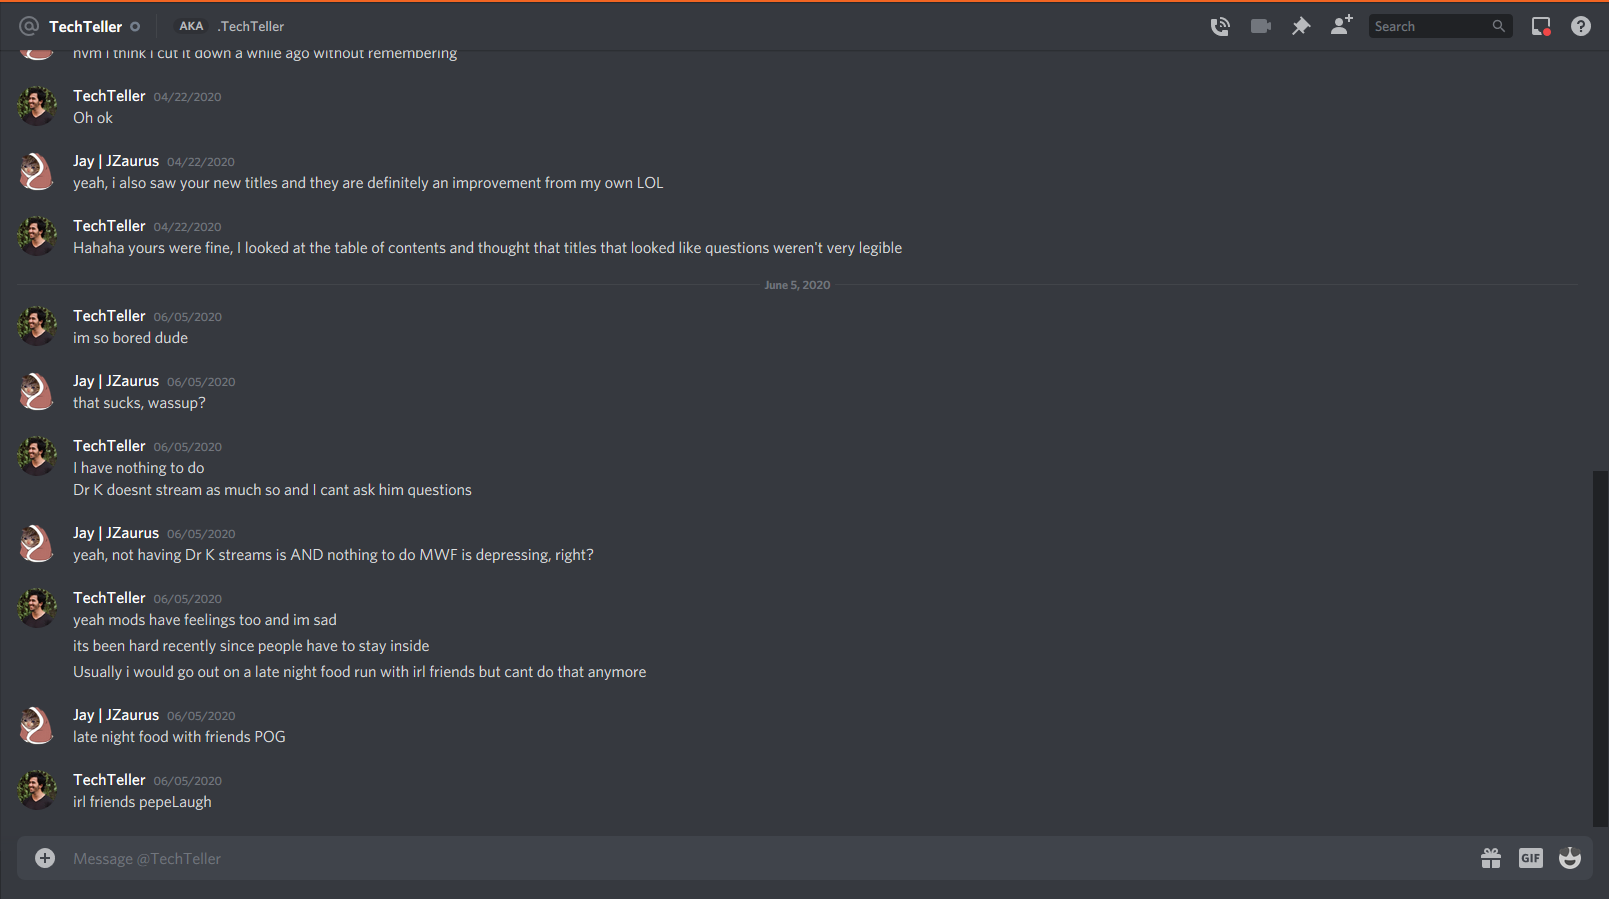 TechTeller AKA .TechTeller Search
nvm i think i cut it down a while ago without remembering
TechTeller 04/22/2020
Oh ok
Jay | JZaurus 04/22/2020
yeah, i also saw your new titles and they are definitely an improvement from my own LOL
TechTeller 04/22/2020
Hahaha yours were fine, I looked at the table of contents and thought that titles that looked like questions weren't very legible
June 5, 2020
TechTeller 06/05/2020
im so bored dude
Jay | JZaurus 06/05/2020
that sucks, wassup?
TechTeller 06/05/2020
I have nothing to do
Dr K doesnt stream as much so and I cant ask him questions
Jay | JZaurus 06/05/2020
yeah, not having Dr K streams is AND nothing to do MWF is depressing, right?
TechTeller 06/05/2020
yeah mods have feelings too and im sad
its been hard recently since people have to stay inside
Usually i would go out on a late night food run with irl friends but cant do that anymore
Jay | JZaurus 06/05/2020
late night food with friends POG
TechTeller 06/05/2020
irl friends pepeLaugh
Message @TechTeller GIF